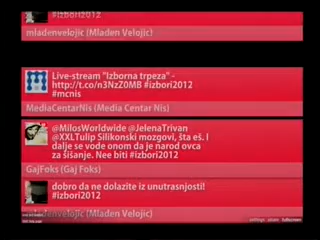 #izbori2012
mladenvelojic (Mladen Velojic)
Live-stream "Izborna trpeza" -
http://t.co/n3NzZ0MB #izbori2012
#mcnis
MediaCentarNis (Media Centar Nis)
@MilosWorldwide @JelenaTrivan
@XXLTulip Silikonski mozgovi, šta eš. I
dalje se vode onom da je narod ovca
za šišanje. Nee biti #izbori2012
GajFoks (Gaj Foks)
dobro da ne dolazite iz unutrasnjosti!
#izbori2012
mladenvelojic (Mladen Velojic)